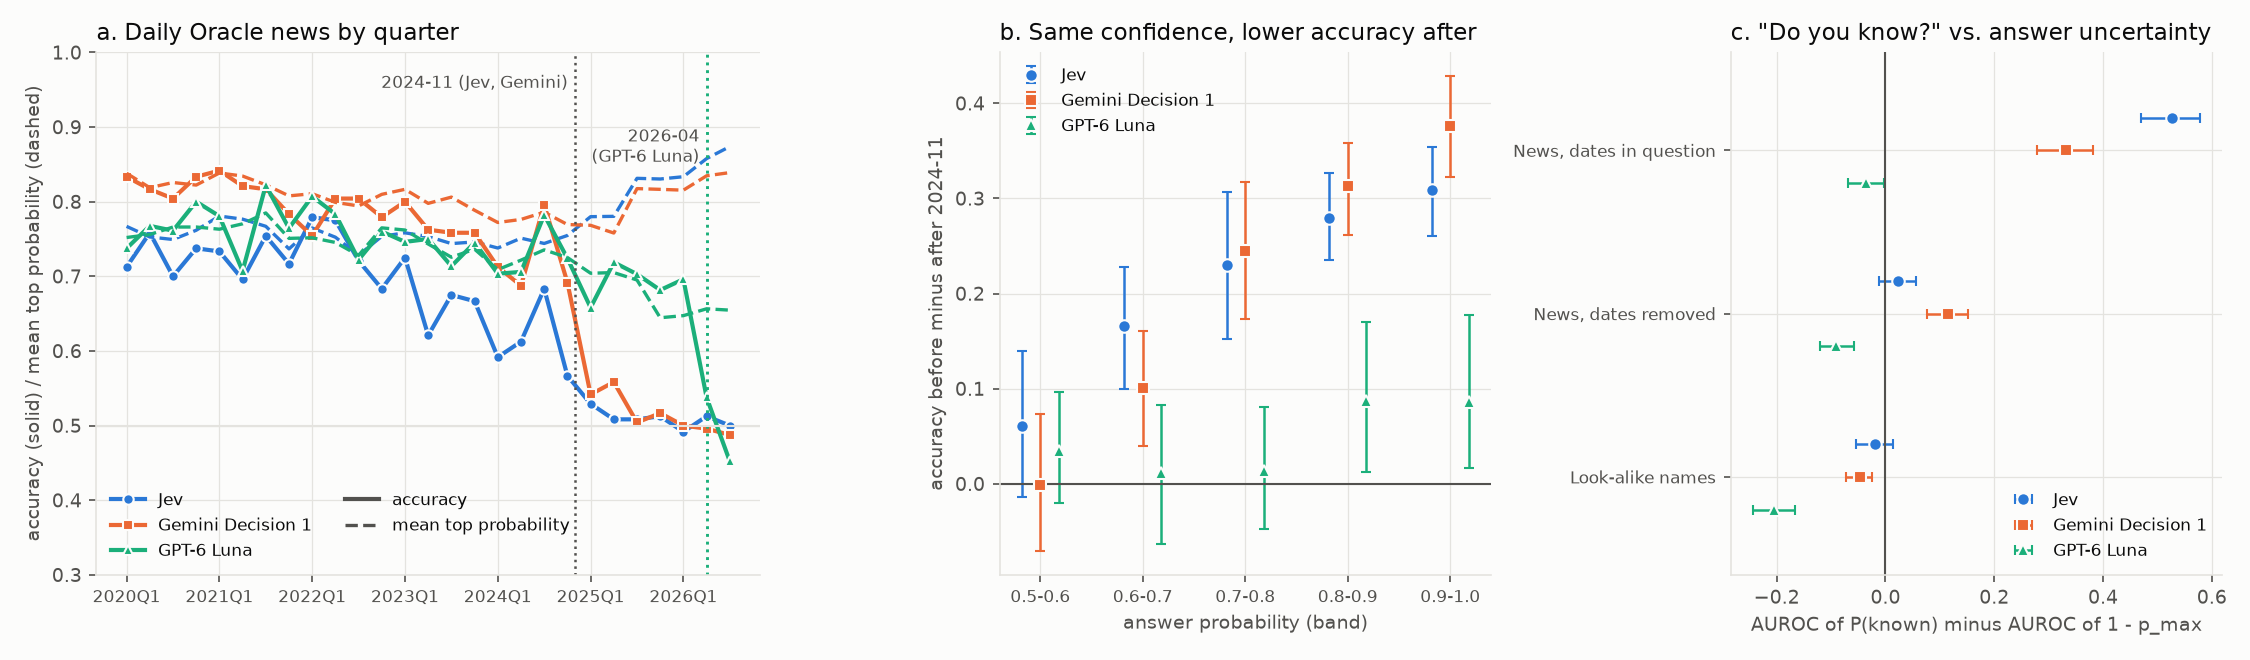 a. Daily Oracle news by quarter
accuracy (solid) / mean top probability (dashed)
1.0
0.9
0.8
0.7
0.6
0.5
0.4
0.3
2024-11 (Jev, Gemini)
2026-04
(GPT-6 Luna)
Jev
Gemini Decision 1
GPT-6 Luna
accuracy
mean top probability
2020Q1
2021Q1
2022Q1
2023Q1
2024Q1
2025Q1
2026Q1
b. Same confidence, lower accuracy after
accuracy before minus after 2024-11
Jev
Gemini Decision 1
GPT-6 Luna
0.4
0.3
0.2
0.1
0.0
0.5-0.6
0.6-0.7
0.7-0.8
0.8-0.9
0.9-1.0
answer probability (band)
c. "Do you know?" vs. answer uncertainty
News, dates in question
News, dates removed
Look-alike names
Jev
Gemini Decision 1
GPT-6 Luna
−0.2
0.0
0.2
0.4
0.6
AUROC of P(known) minus AUROC of 1 - p_max